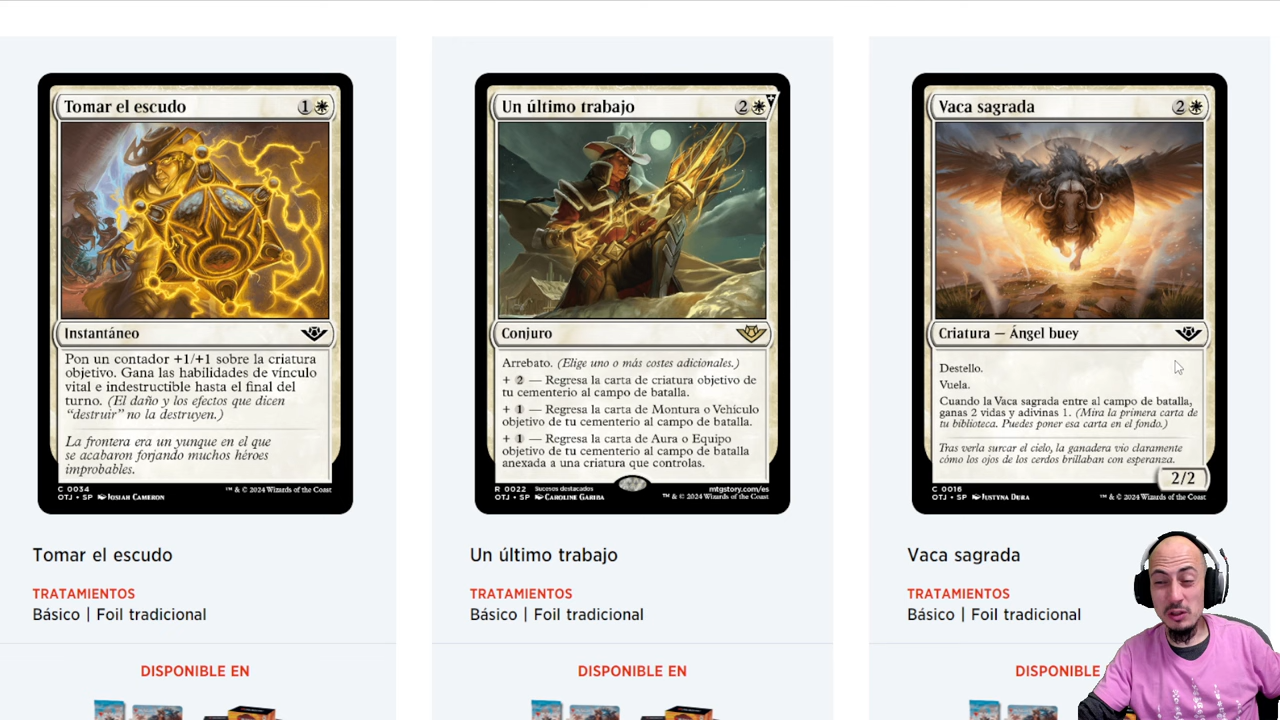 Tomar el escudo
1
Instantáneo
Pon un contador +1/+1 sobre la criatura
objetivo. Gana las habilidades de vínculo
vital e indestructible hasta el final del
turno. (El daño y los efectos que dicen
“destruir” no la destruyen.)
La frontera era un yunque en el que
se acabaron forjando muchos héroes
improbables.
C 0034
OTJ • SP Josiah Cameron
™ & © 2024 Wizards of the Coast
Tomar el escudo
TRATAMIENTOS
Básico | Foil tradicional
DISPONIBLE EN
Un último trabajo
2
Conjuro
Arrebato. (Elige uno o más costes adicionales.)
+ 2 — Regresa la carta de criatura objetivo de
tu cementerio al campo de batalla.
+ 1 — Regresa la carta de Montura o Vehículo
objetivo de tu cementerio al campo de batalla.
+ 1 — Regresa la carta de Aura o Equipo
objetivo de tu cementerio al campo de batalla
anexada a una criatura que controlas.
R 0022 Sucesos destacados
OTJ • SP Caroline Gariba
mtgstory.com/es
™ & © 2024 Wizards of the Coast
Un último trabajo
TRATAMIENTOS
Básico | Foil tradicional
DISPONIBLE EN
Vaca sagrada
2
Criatura — Ángel buey
Destello.
Vuela.
Cuando la Vaca sagrada entre al campo de batalla,
ganas 2 vidas y adivinas 1. (Mira la primera carta de
tu biblioteca. Puedes poner esa carta en el fondo.)
Tras verla surcar el cielo, la ganadera vio claramente
cómo los ojos de los cerdos brillaban con esperanza.
2/2
C 0016
OTJ • SP Justyna Dura
™ & © 2024 Wizards of the Coast
Vaca sagrada
TRATAMIENTOS
Básico | Foil tradicional
DISPONIBLE